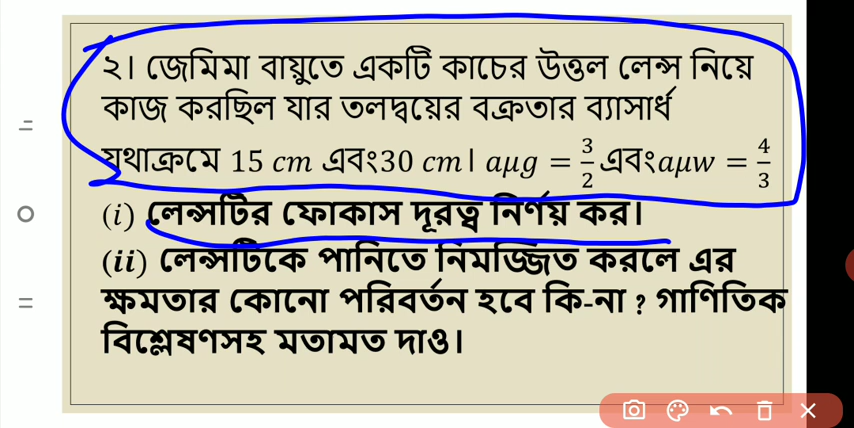 ২। জেমিমা বায়ুতে একটি কাচের উত্তল লেন্স নিয়ে
কাজ করছিল যার তলদ্বয়ের বক্রতার ব্যাসার্ধ
যথাক্রমে 15 cm এবং30 cm। aμg = 3/2 এবংaμw = 4/3
(i) লেন্সটির ফোকাস দূরত্ব নির্ণয় কর।
(ii) লেন্সটিকে পানিতে নিমজ্জিত করলে এর
ক্ষমতার কোনো পরিবর্তন হবে কি-না ? গাণিতিক
বিশ্লেষণসহ মতামত দাও।